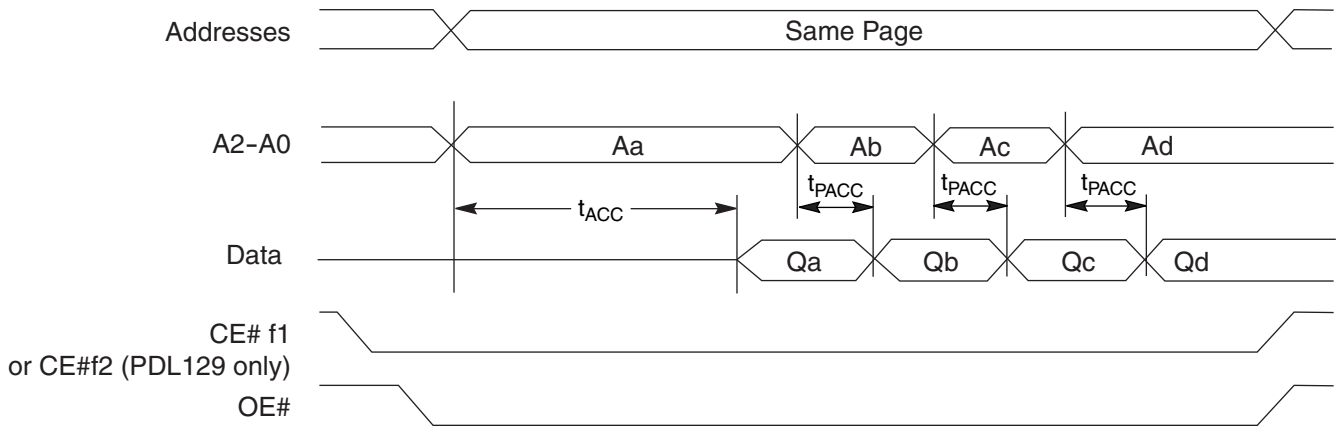 Addresses
Same Page
A2-A0
Aa
Ab
Ac
Ad
tACC
tPACC
tPACC
tPACC
Data
Qa
Qb
Qc
Qd
CE# f1
or CE#f2 (PDL129 only)
OE#